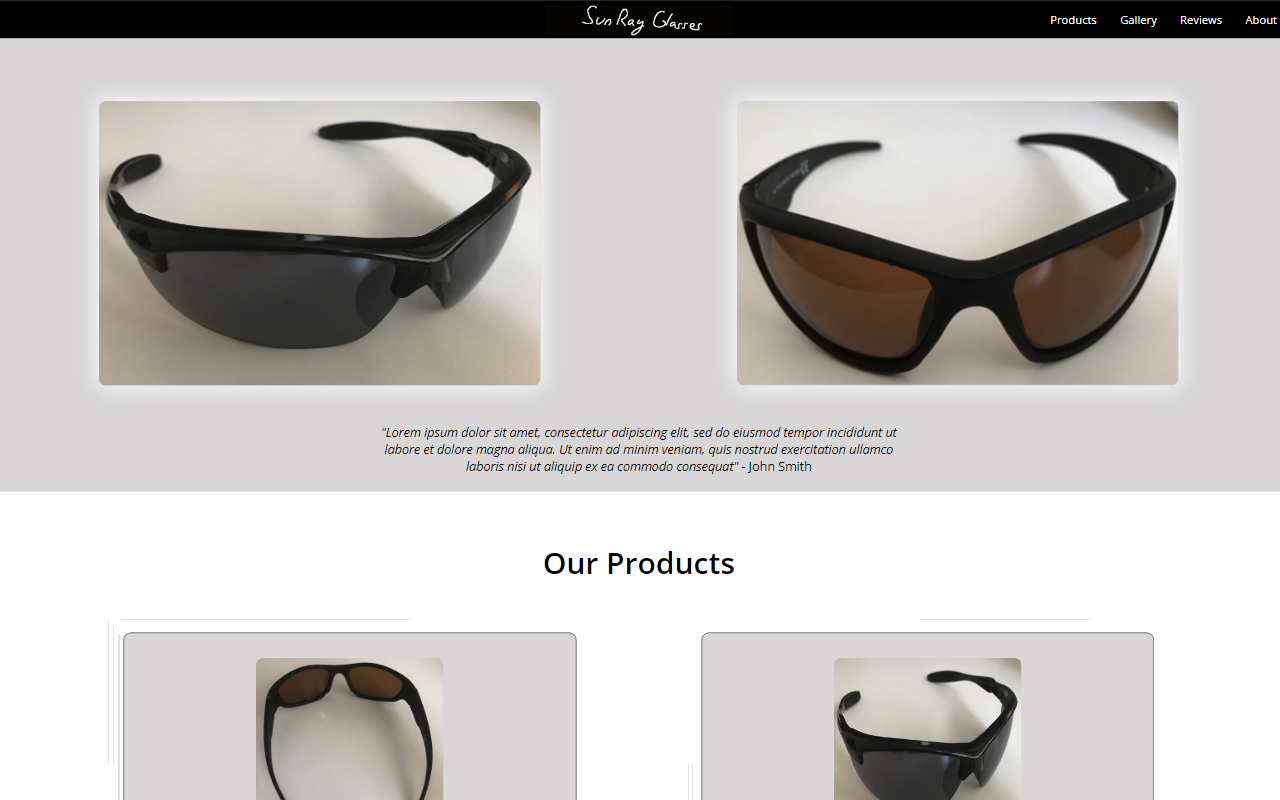 Sun Ray Glasses
Products Gallery Reviews About
"Lorem ipsum dolor sit amet, consectetur adipiscing elit, sed do eiusmod tempor incididunt ut
labore et dolore magna aliqua. Ut enim ad minim veniam, quis nostrud exercitation ullamco
laboris nisi ut aliquip ex ea commodo consequat" - John Smith
Our Products